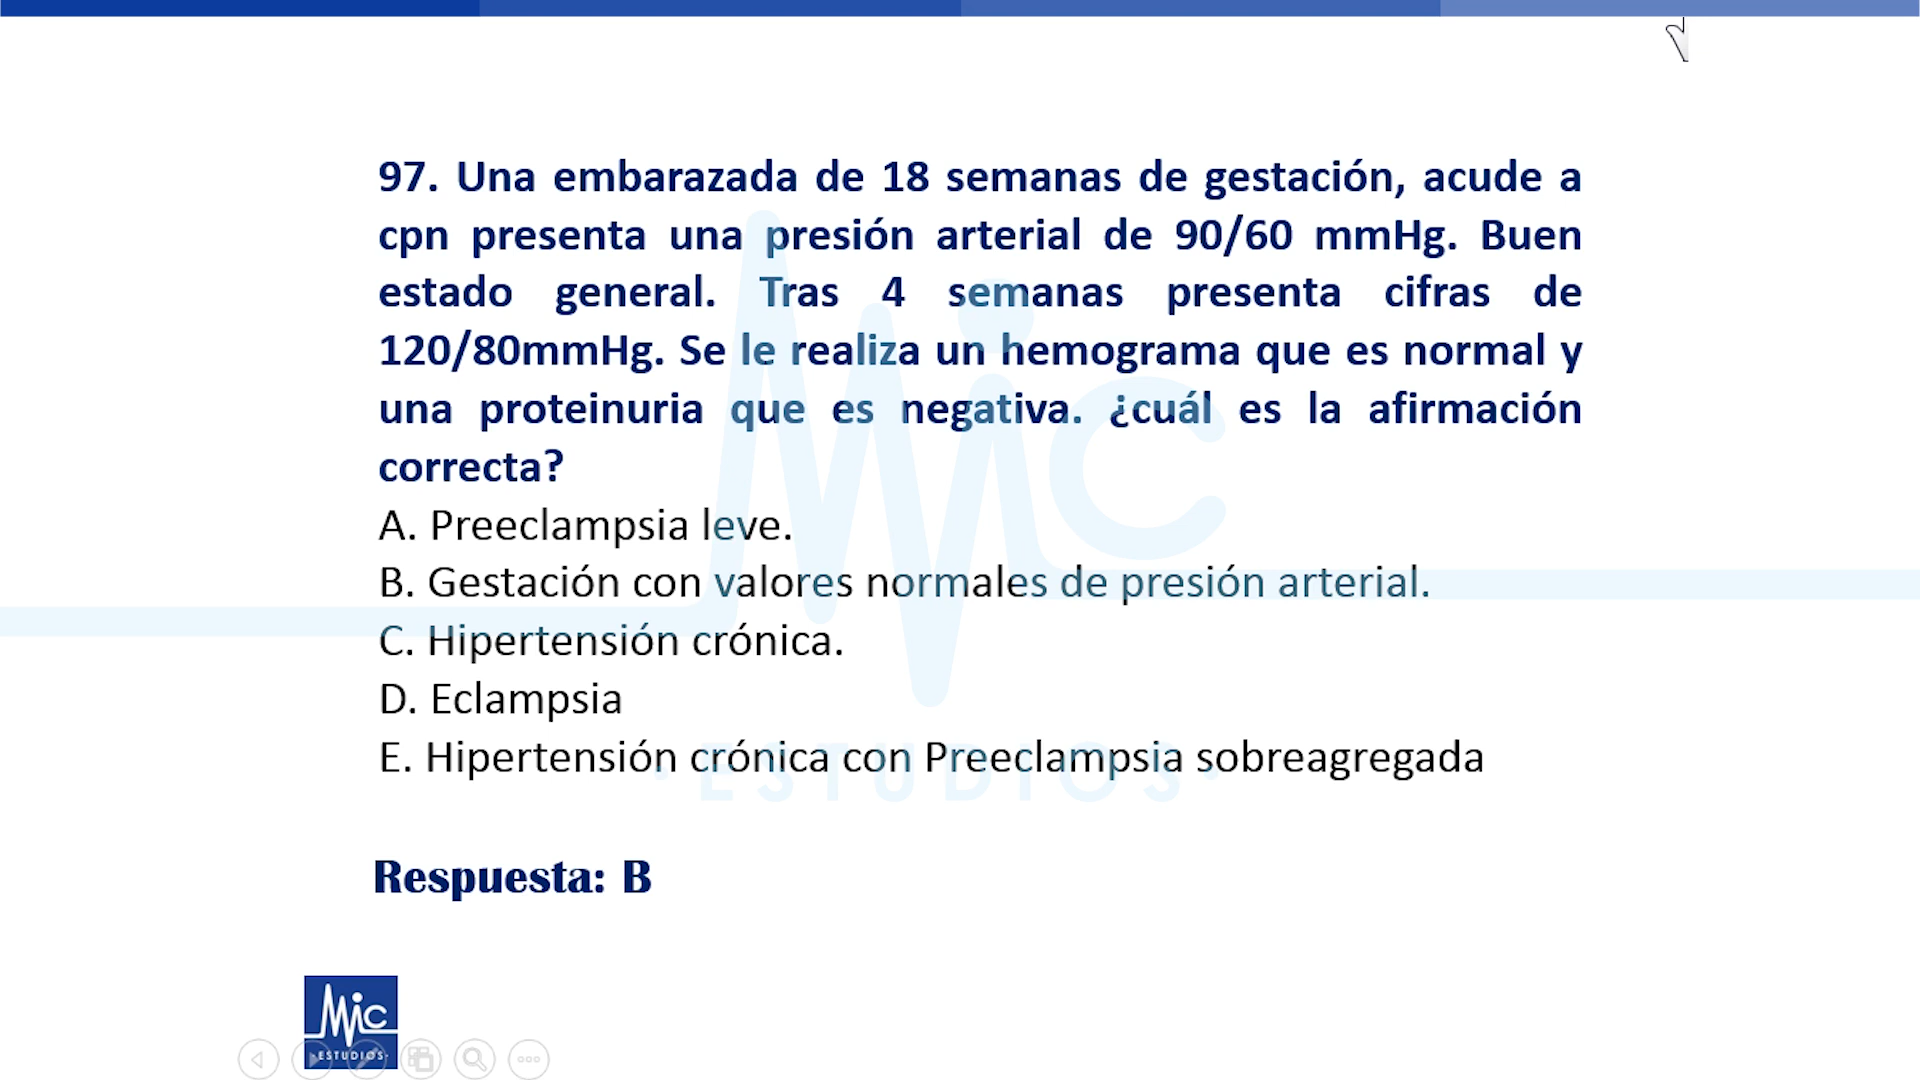 97. Una embarazada de 18 semanas de gestación, acude a
cpn presenta una presión arterial de 90/60 mmHg. Buen
estado general. Tras 4 semanas presenta cifras de
120/80mmHg. Se le realiza un hemograma que es normal y
una proteinuria que es negativa. ¿cuál es la afirmación
correcta?
A. Preeclampsia leve.
B. Gestación con valores normales de presión arterial.
C. Hipertensión crónica.
D. Eclampsia
E. Hipertensión crónica con Preeclampsia sobreagregada
Mic
·ESTUDIOS·
Respuesta: B
Mic
·ESTUDIOS·